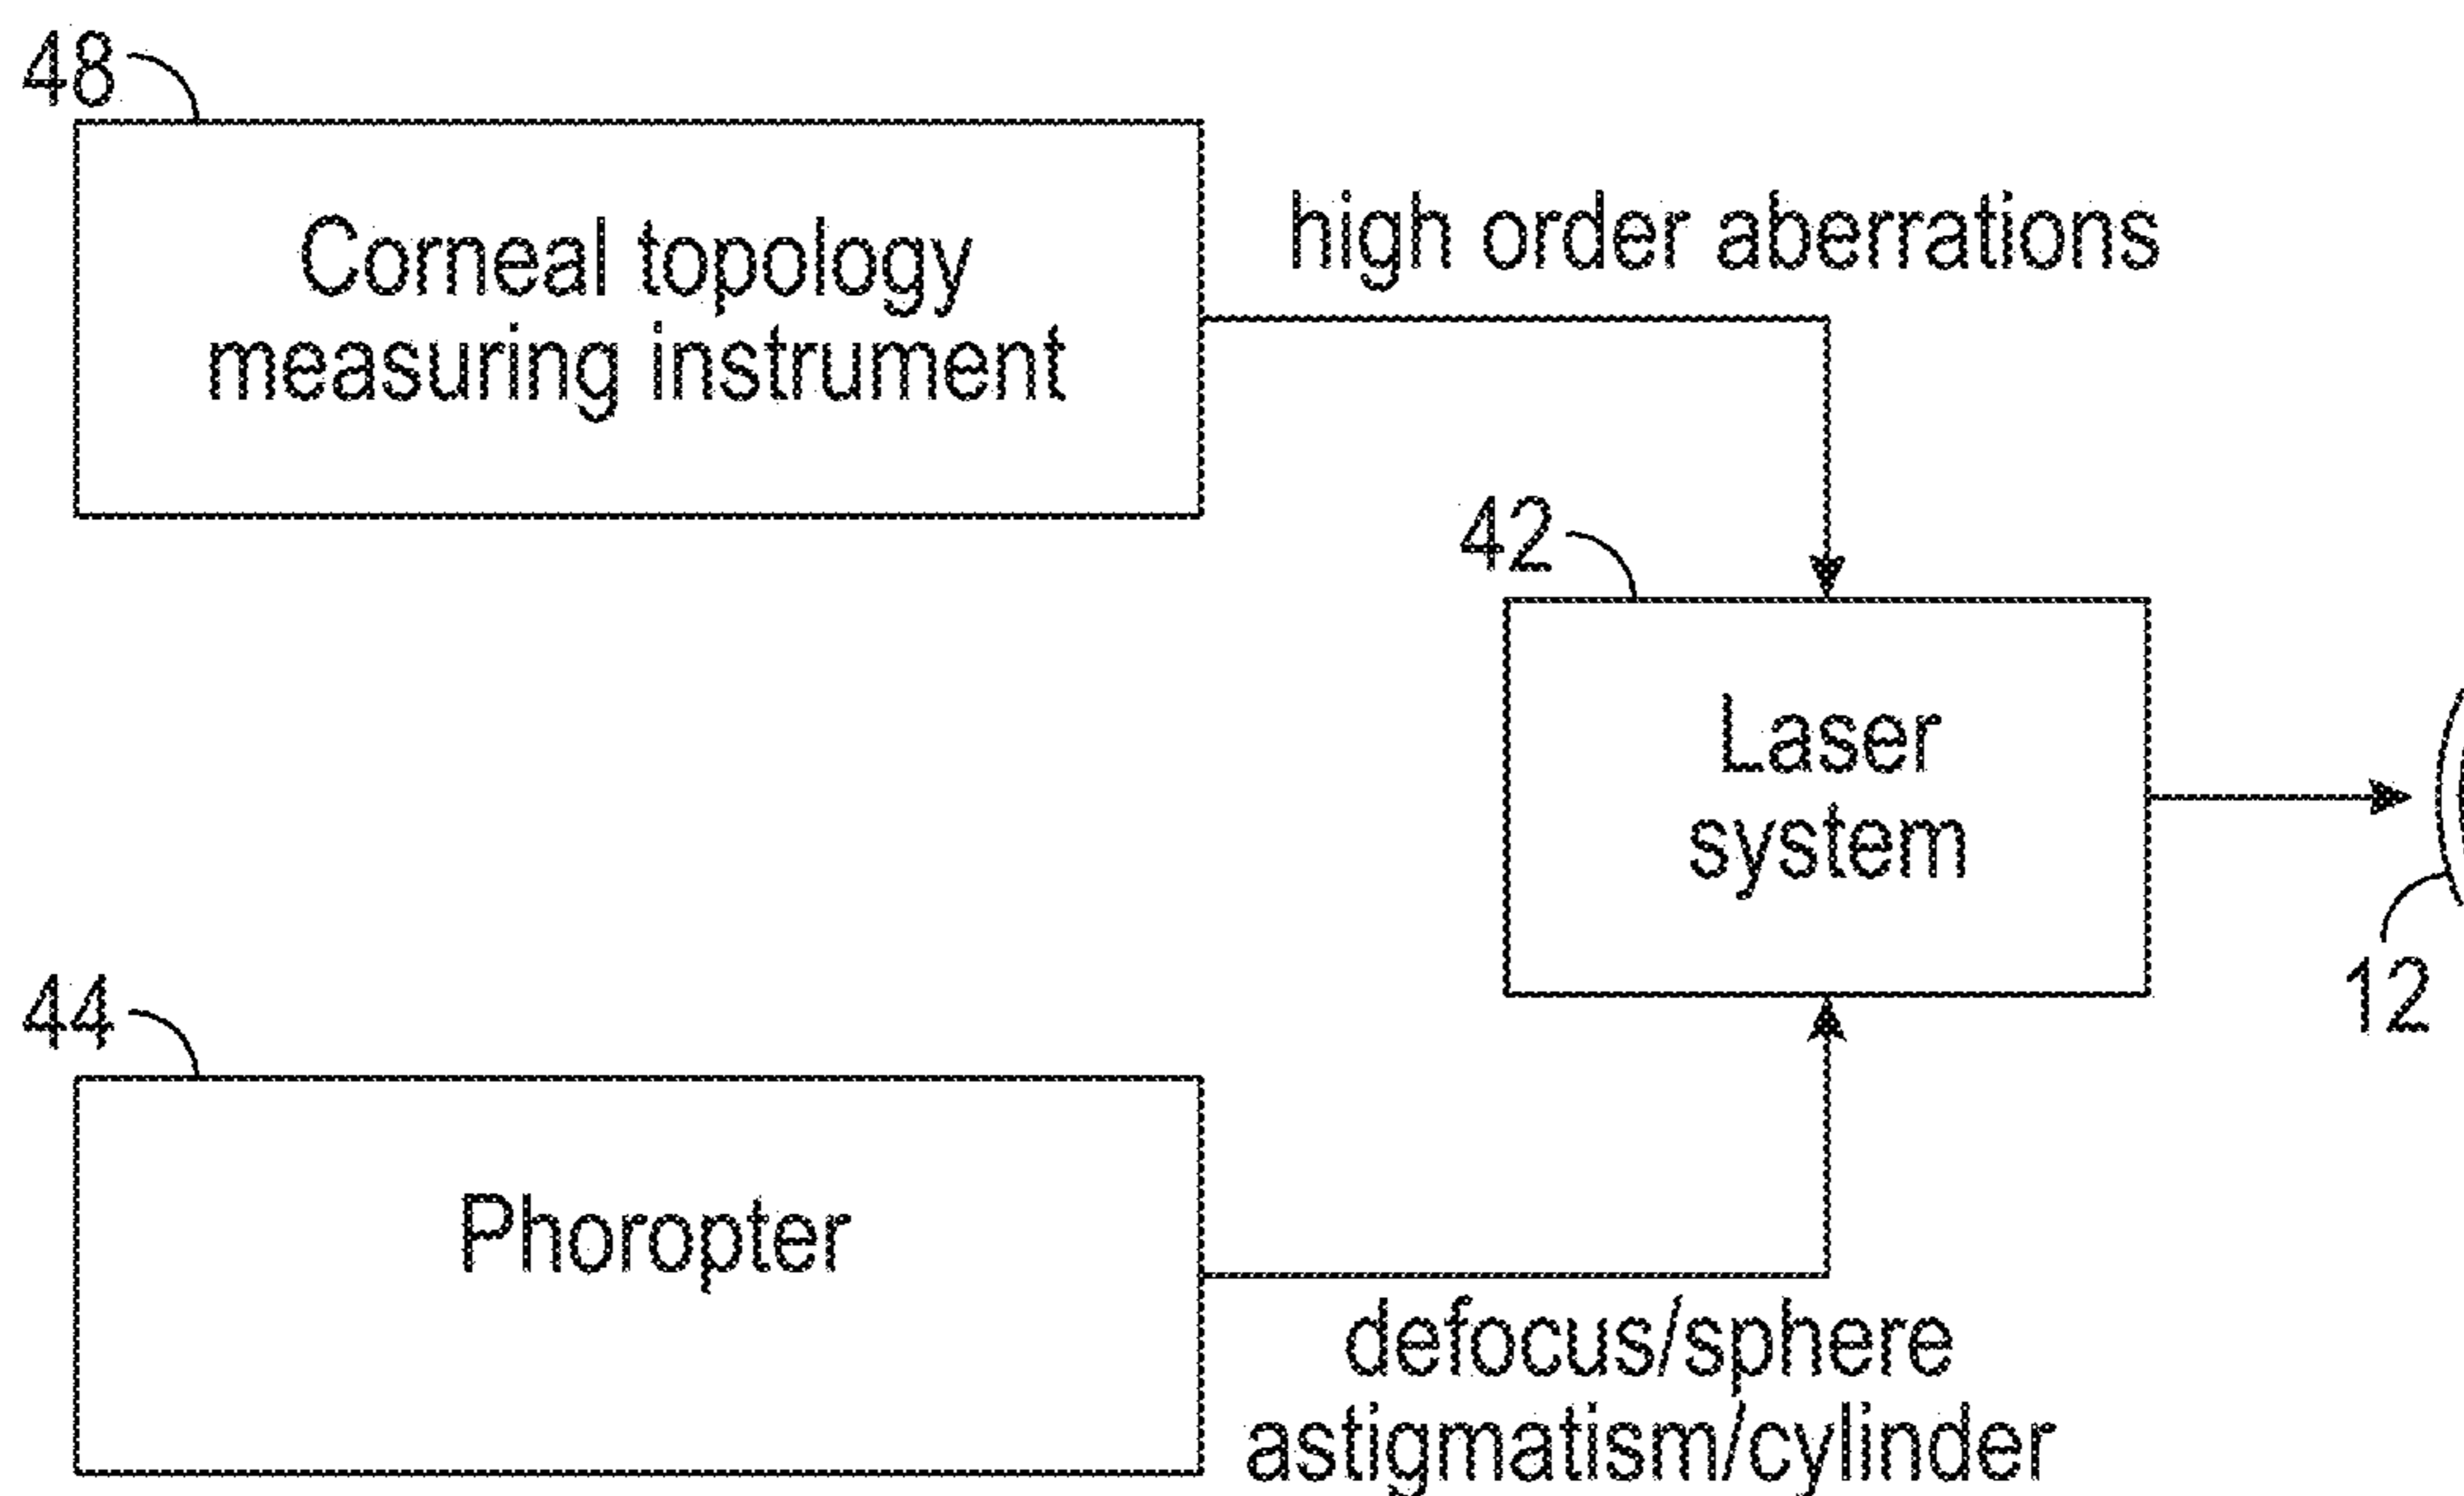 48
Corneal topology
measuring instrument
high order aberrations
42
Laser
system
12
44
Phoropter
defocus/sphere
astigmatism/cylinder